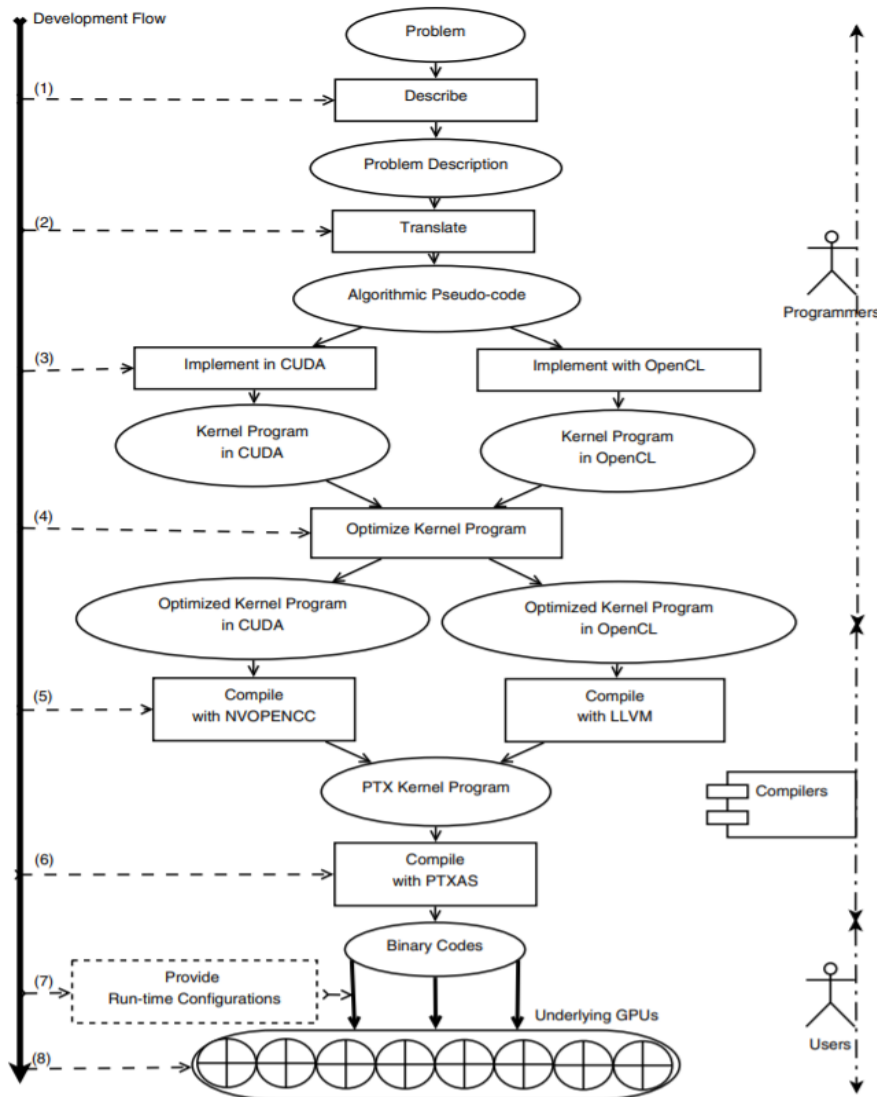 Development Flow
Problem
(1)
Describe
Problem Description
(2)
Translate
Algorithmic Pseudo-code
Programmers
(3)
Implement in CUDA
Implement with OpenCL
Kernel Program
in CUDA
Kernel Program
in OpenCL
(4)
Optimize Kernel Program
Optimized Kernel Program
in CUDA
Optimized Kernel Program
in OpenCL
(5)
Compile
with NVOPENCC
Compile
with LLVM
PTX Kernel Program
Compilers
(6)
Compile
with PTXAS
Binary Codes
(7)
Provide
Run-time Configurations
Underlying GPUs
Users
(8)